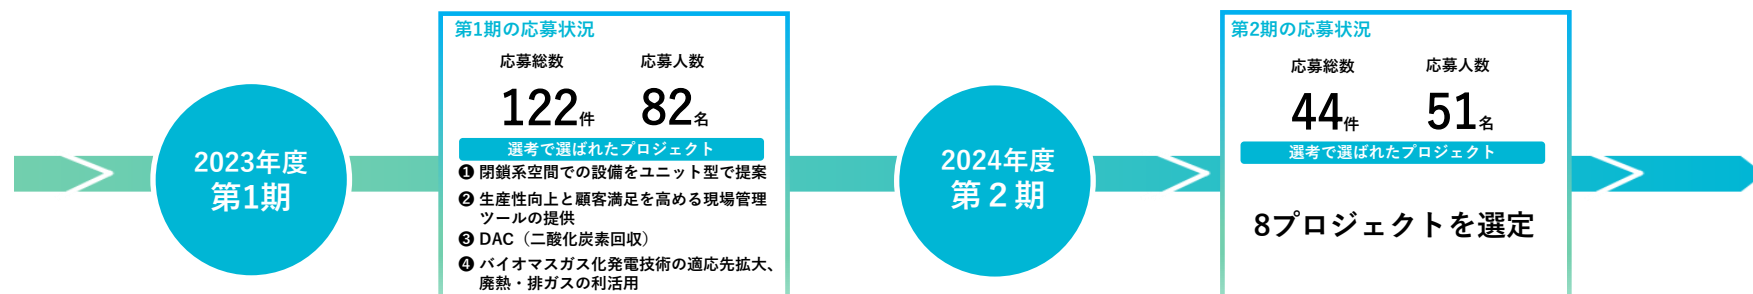 2023年度
第1期
第1期の応募状況
応募総数
応募人数
122件
82名
選考で選ばれたプロジェクト
❶ 閉鎖系空間での設備をユニット型で提案
❷ 生産性向上と顧客満足を高める現場管理
ツールの提供
❸ DAC（二酸化炭素回収）
❹ バイオマスガス化発電技術の適応先拡大、
廃熱・排ガスの利活用
2024年度
第２期
第2期の応募状況
応募総数
応募人数
44件
51名
選考で選ばれたプロジェクト
8プロジェクトを選定